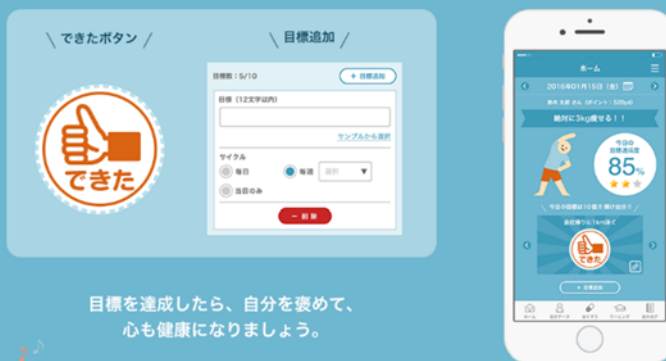 できたボタン
できた
目標追加
目標数：5/10
+ 目標追加
目標（12文字以内）
サンプルから選択
サイクル
毎日
毎週
選択
当日のみ
− 削除
目標を達成したら、自分を褒めて、
心も健康になりましょう。
ホーム
2016年01月15日（金）
絶対に3kg痩せる！！
今日の
目標達成度
85%
できた
+ 目標追加
ホーム